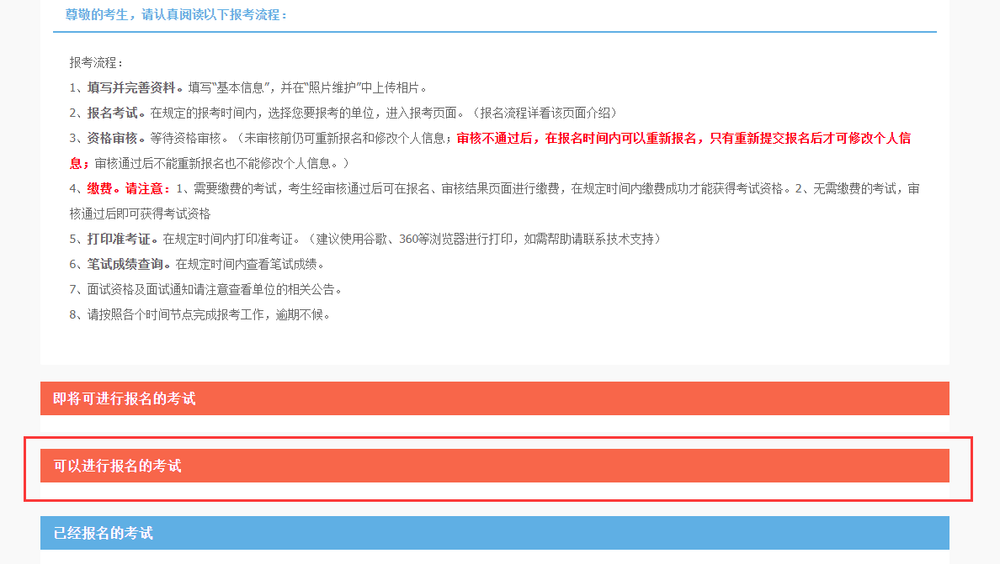 尊敬的考生，请认真阅读以下报考流程：
报考流程：
1、填写并完善资料。填写“基本信息”，并在“照片维护”中上传相片。
2、报名考试。在规定的报考时间内，选择您要报考的单位，进入报考页面。（报名流程详看该页面介绍）
3、资格审核。等待资格审核。（未审核前仍可重新报名和修改个人信息；审核不通过后，在报名时间内可以重新报名，只有重新提交报名后才可修改个人信
息；审核通过后不能重新报名也不能修改个人信息。）
4、缴费。请注意：1、需要缴费的考试，考生经审核通过后可在报名、审核结果页面进行缴费，在规定时间内缴费成功才能获得考试资格。2、无需缴费的考试，审
核通过后即可获得考试资格
5、打印准考证。在规定时间内打印准考证。（建议使用谷歌、360等浏览器进行打印，如需帮助请联系技术支持）
6、笔试成绩查询。在规定时间内查看笔试成绩。
7、面试资格及面试通知请注意查看单位的相关公告。
8、请按照各个时间节点完成报考工作，逾期不候。
即将可进行报名的考试
可以进行报名的考试
已经报名的考试